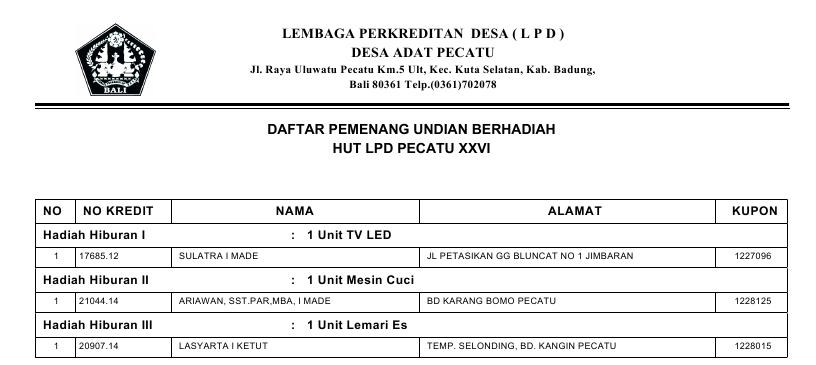 LEMBAGA PERKREDITAN DESA ( L P D )
DESA ADAT PECATU
Jl. Raya Uluwatu Pecatu Km.5 Ult, Kec. Kuta Selatan, Kab. Badung,
Bali 80361 Telp.(0361)702078
BALI
DAFTAR PEMENANG UNDIAN BERHADIAH
HUT LPD PECATU XXVI
NO NO KREDIT NAMA ALAMAT KUPON
Hadiah Hiburan I : 1 Unit TV LED
1 17685.12 SULATRA I MADE JL PETASIKAN GG BLUNCAT NO 1 JIMBARAN 1227096
Hadiah Hiburan II : 1 Unit Mesin Cuci
1 21044.14 ARIAWAN, SST.PAR,MBA, I MADE BD KARANG BOMO PECATU 1228125
Hadiah Hiburan III : 1 Unit Lemari Es
1 20907.14 LASYARTA I KETUT TEMP. SELONDING, BD. KANGIN PECATU 1228015